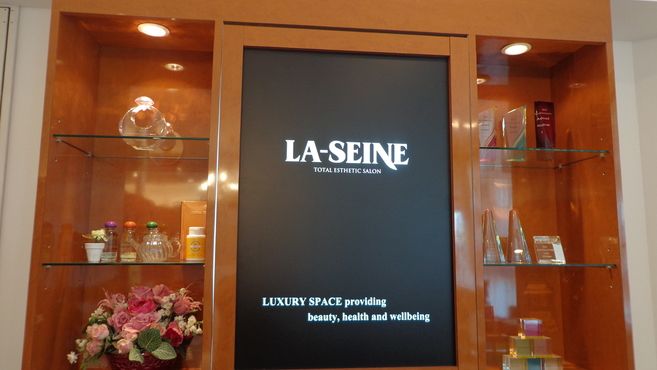 LA-SEINE
TOTAL ESTHETIC SALON
LUXURY SPACE providing
beauty, health and wellbeing